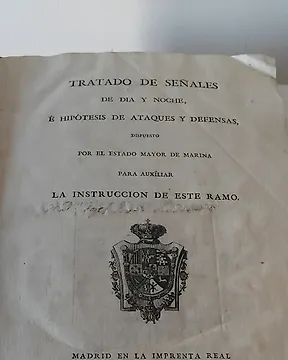 TRATADO DE SEÑALES
DE DIA Y NOCHE,
É HIPÓTESIS DE ATAQUES Y DEFENSAS,
DISPUESTO
POR EL ESTADO MAYOR DE MARINA
PARA AUXÎLIAR
LA INSTRUCCION DE ESTE RAMO.
MADRID EN LA IMPRENTA REAL